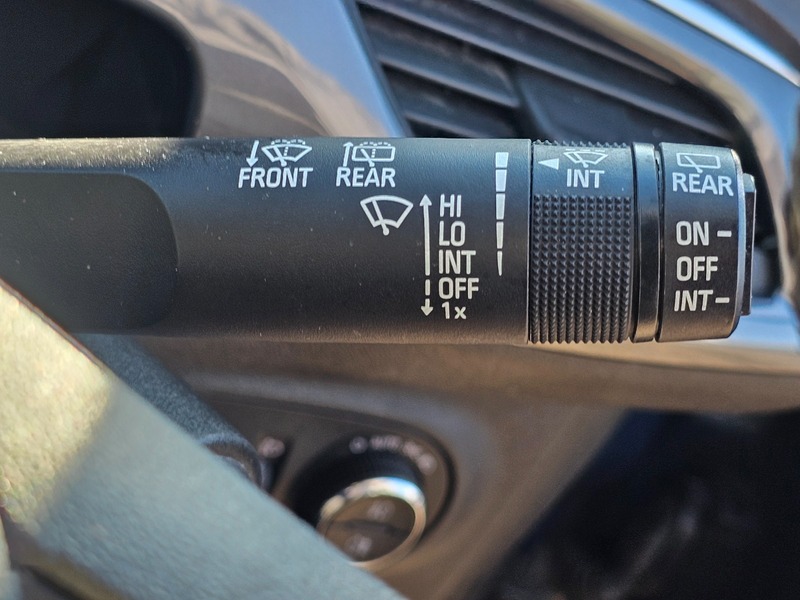 FRONT
REAR
HI
LO
INT
OFF
1x
INT
REAR
ON
OFF
INT